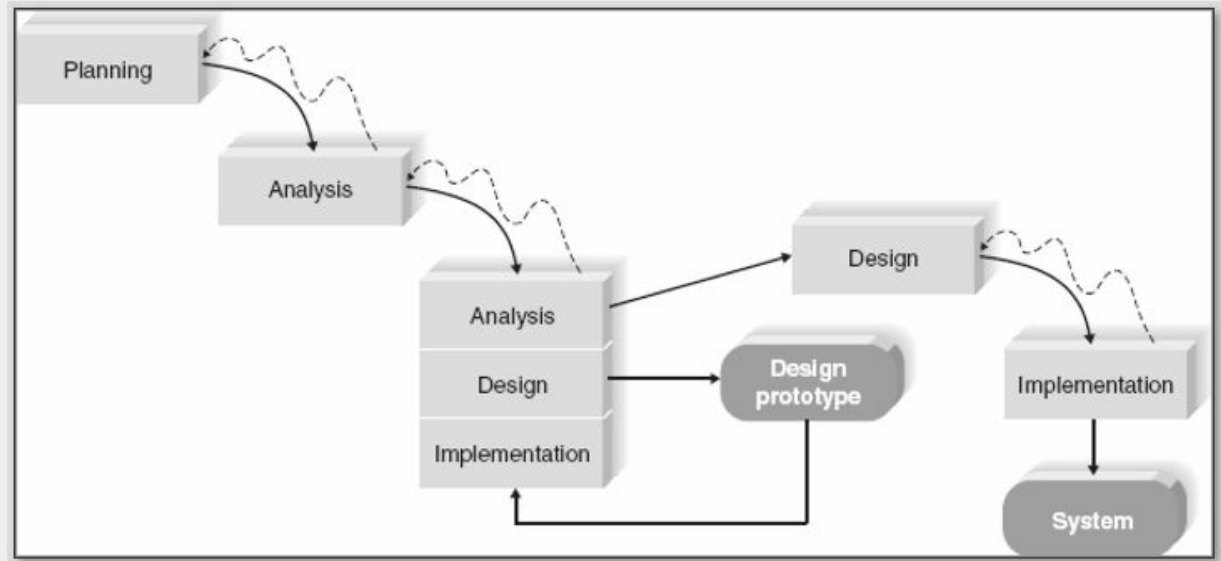 Planning
Analysis
Analysis
Design
Implementation
Design
prototype
Design
Implementation
System